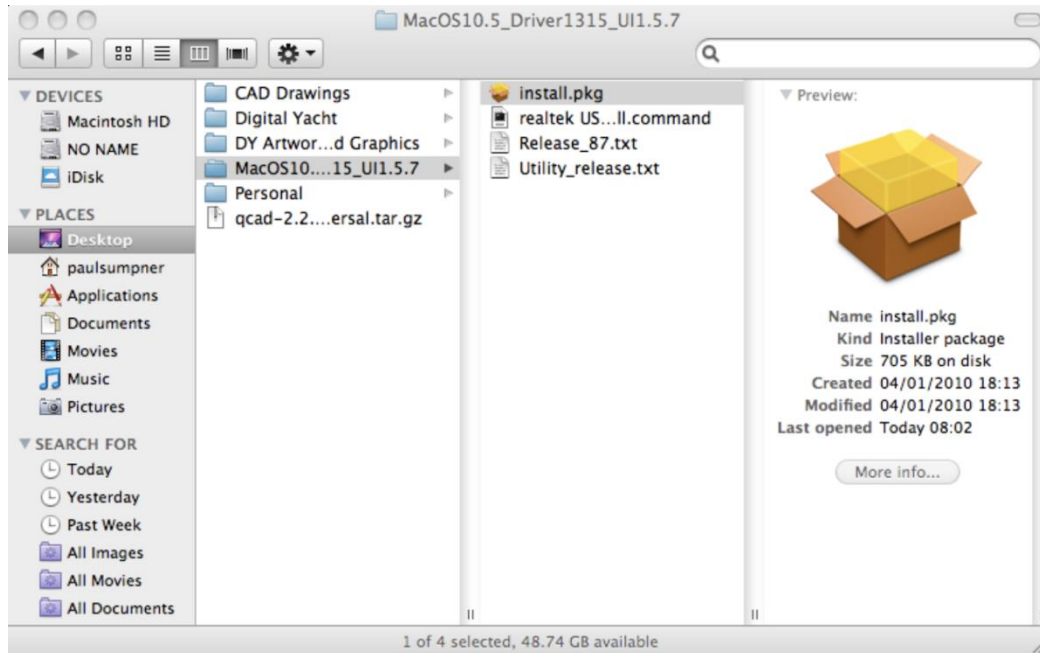 MacOS10.5_Driver1315_UI1.5.7
DEVICES
Macintosh HD
NO NAME
iDisk
PLACES
Desktop
paulsumpner
Applications
Documents
Movies
Music
Pictures
SEARCH FOR
Today
Yesterday
Past Week
All Images
All Movies
All Documents
CAD Drawings
Digital Yacht
DY Artwor...d Graphics
MacOS10....15_UI1.5.7
Personal
qcad-2.2....ersal.tar.gz
install.pkg
realtek US...ll.command
Release_87.txt
Utility_release.txt
Preview:
Name install.pkg
Kind Installer package
Size 705 KB on disk
Created 04/01/2010 18:13
Modified 04/01/2010 18:13
Last opened Today 08:02
More info...
1 of 4 selected, 48.74 GB available